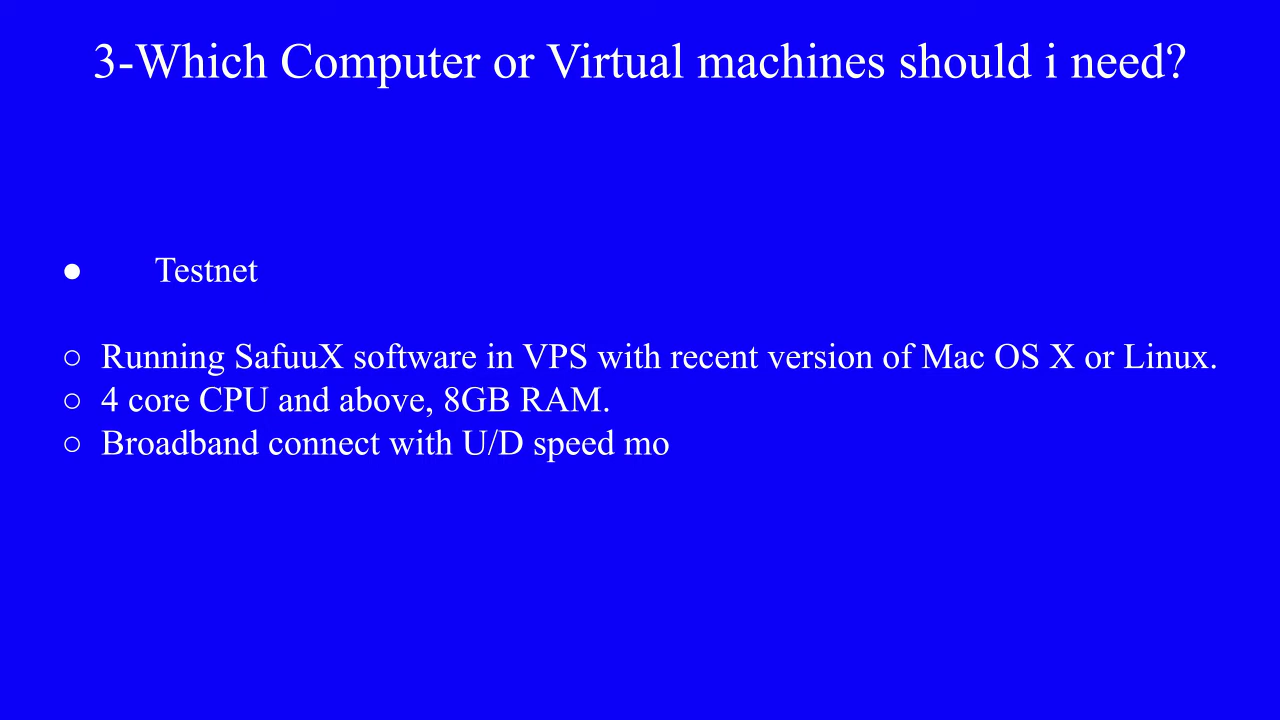 3-Which Computer or Virtual machines should i need?
● Testnet
○ Running SafuuX software in VPS with recent version of Mac OS X or Linux.
○ 4 core CPU and above, 8GB RAM.
○ Broadband connect with U/D speed mo